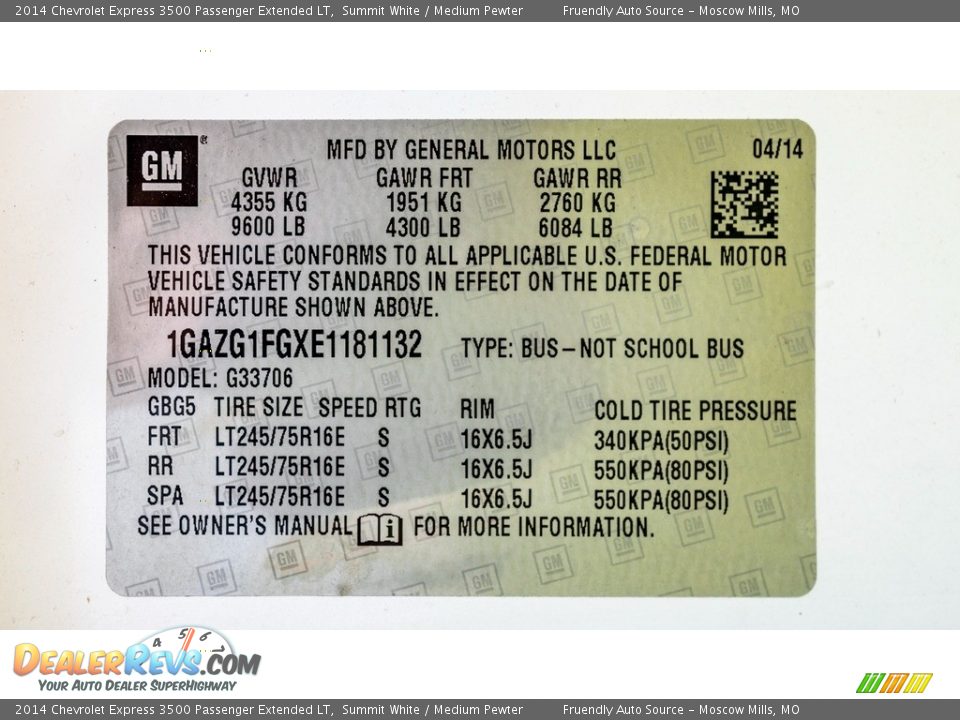 2014 Chevrolet Express 3500 Passenger Extended LT, Summit White / Medium Pewter Fruendly Auto Source – Moscow Mills, MO
GM ® MFD BY GENERAL MOTORS LLC 04/14
GVWR GAWR FRT GAWR RR
4355 KG 1951 KG 2760 KG
9600 LB 4300 LB 6084 LB
THIS VEHICLE CONFORMS TO ALL APPLICABLE U.S. FEDERAL MOTOR
VEHICLE SAFETY STANDARDS IN EFFECT ON THE DATE OF
MANUFACTURE SHOWN ABOVE.
1GAZG1FGXE1181132 TYPE: BUS–NOT SCHOOL BUS
MODEL: G33706
GBG5 TIRE SIZE SPEED RTG RIM COLD TIRE PRESSURE
FRT LT245/75R16E S 16X6.5J 340KPA(50PSI)
RR LT245/75R16E S 16X6.5J 550KPA(80PSI)
SPA LT245/75R16E S 16X6.5J 550KPA(80PSI)
SEE OWNER'S MANUAL i FOR MORE INFORMATION.
4 5 6 7
DEALERREVS.COM
YOUR AUTO DEALER SUPERHIGHWAY
2014 Chevrolet Express 3500 Passenger Extended LT, Summit White / Medium Pewter Fruendly Auto Source – Moscow Mills, MO